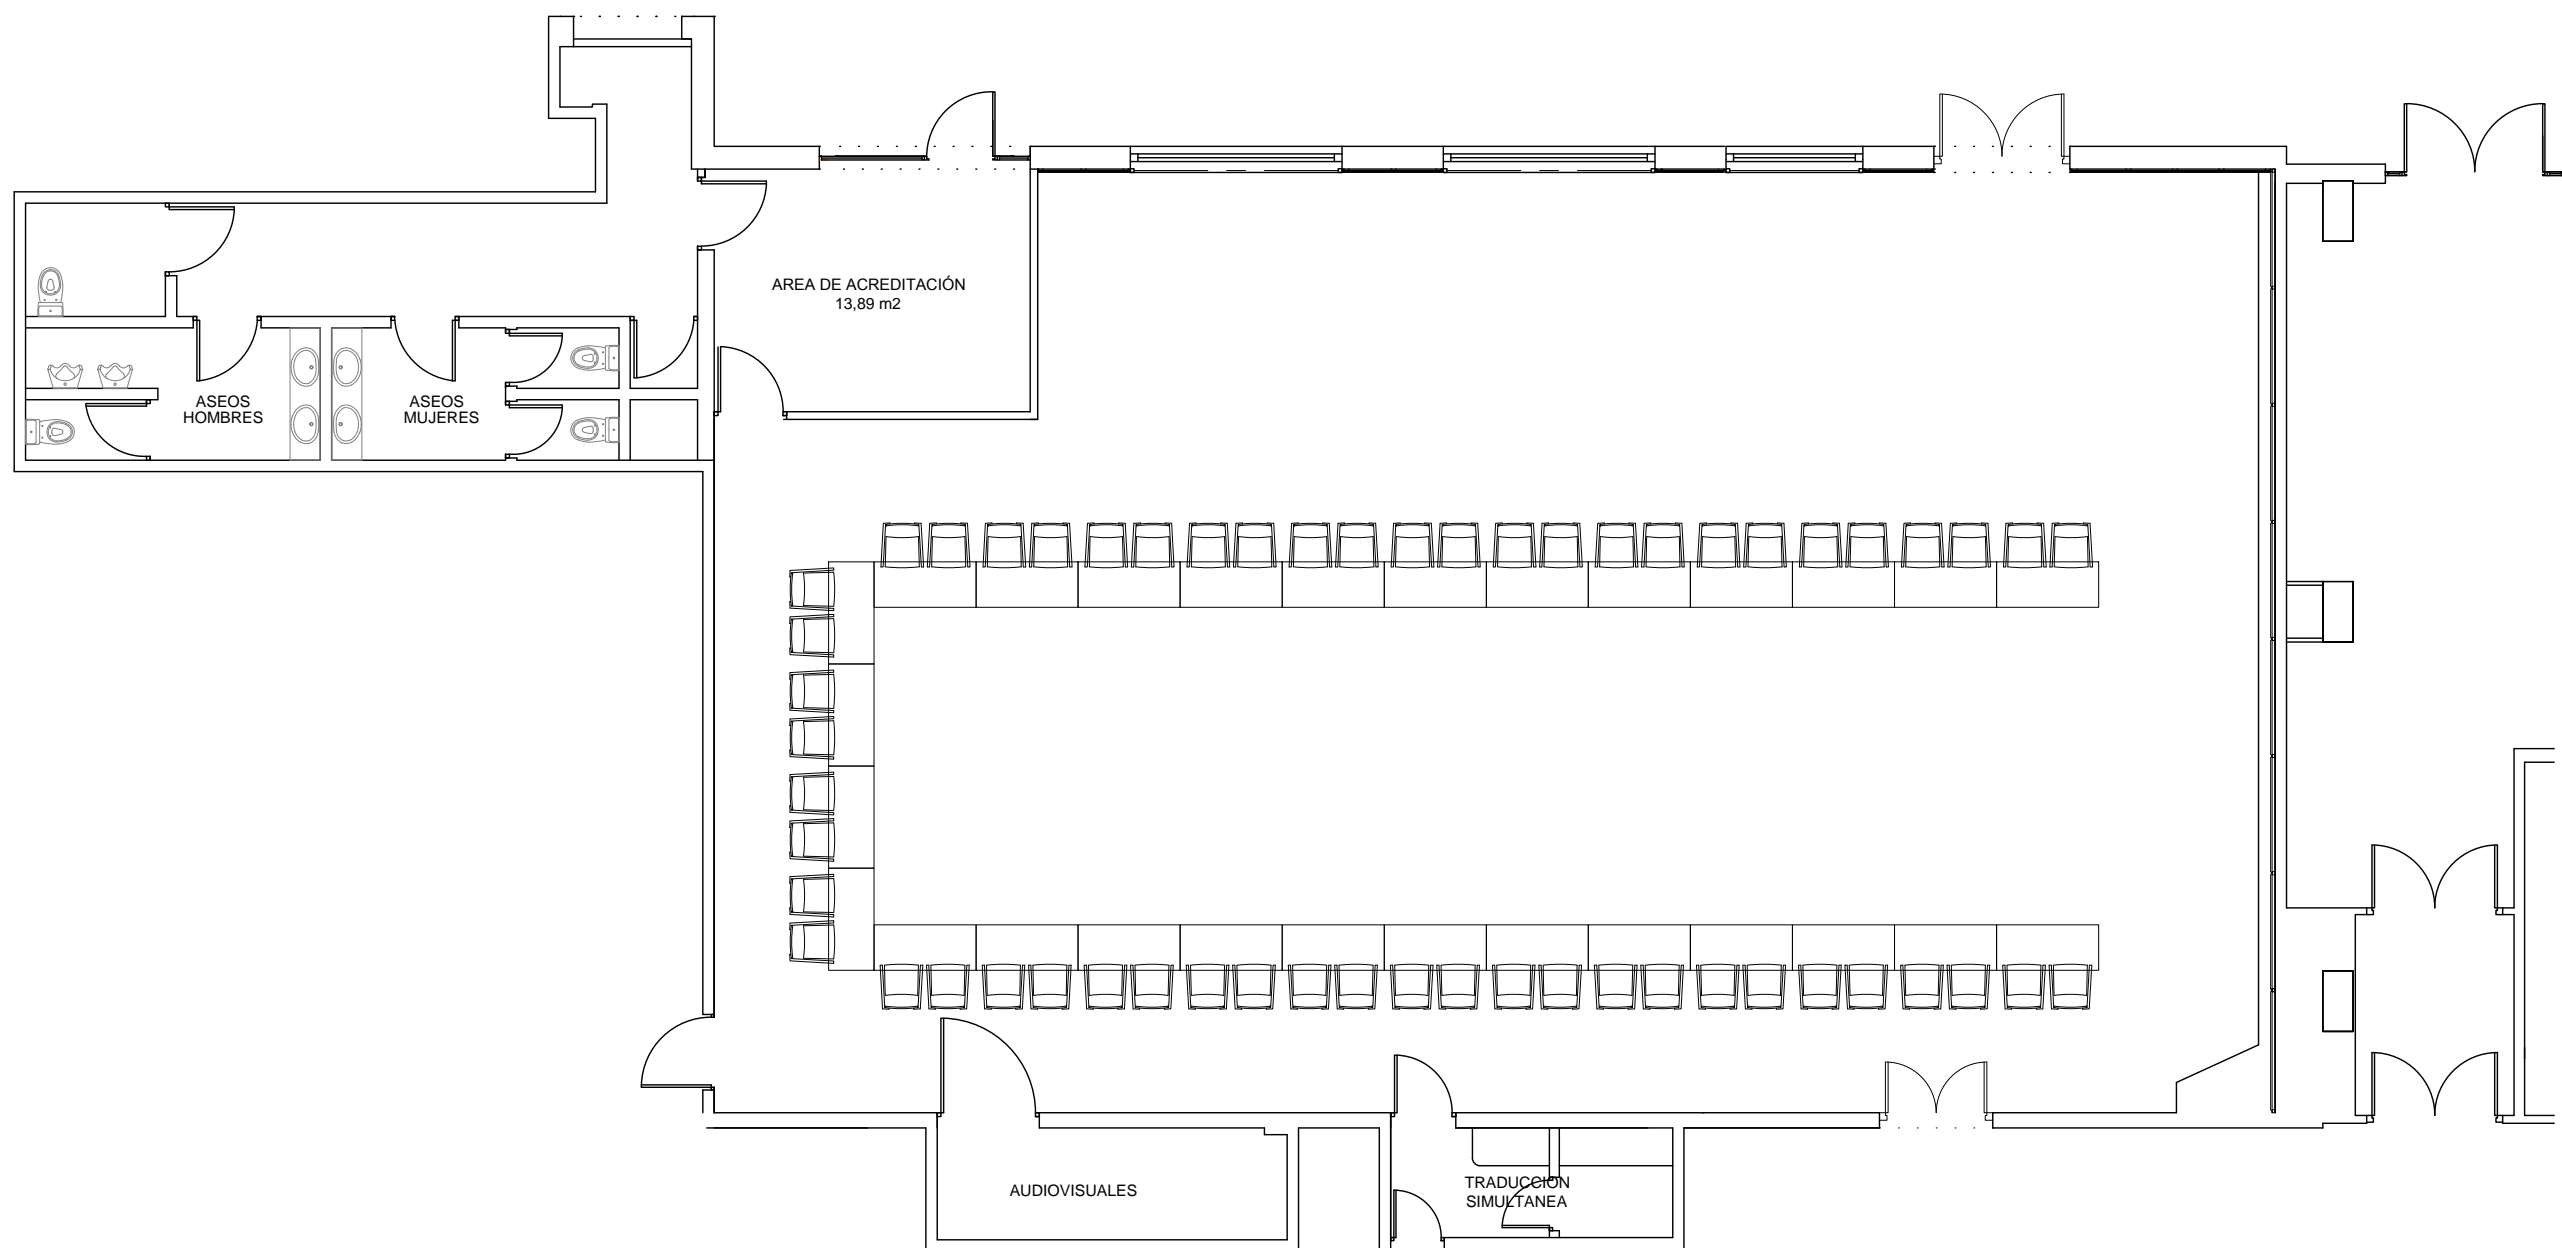 AREA DE ACREDITACIÓN
13,89 m2
ASEOS
HOMBRES
ASEOS
MUJERES
AUDIOVISUALES
TRADUCCION
SIMULTANEA